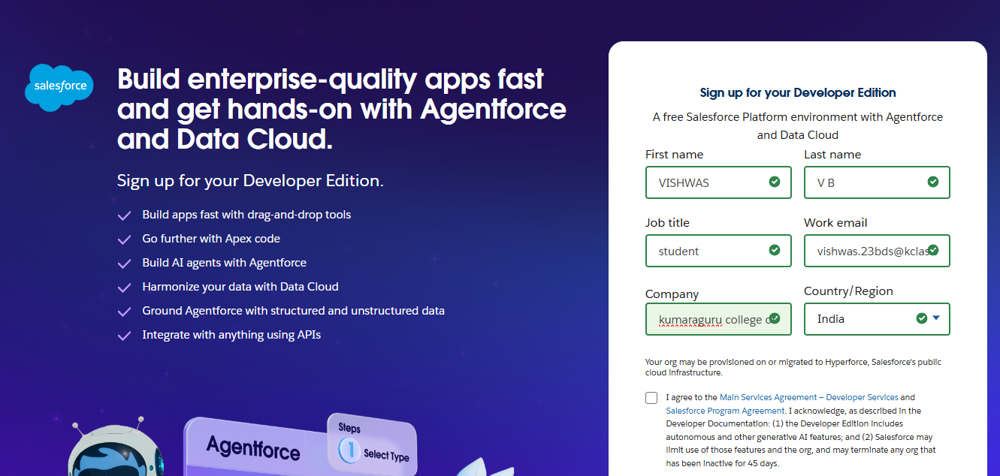 salesforce
Build enterprise-quality apps fast
and get hands-on with Agentforce
and Data Cloud.
Sign up for your Developer Edition.
Build apps fast with drag-and-drop tools
Go further with Apex code
Build AI agents with Agentforce
Harmonize your data with Data Cloud
Ground Agentforce with structured and unstructured data
Integrate with anything using APIs
Agentforce
Steps
1 Select Type
Sign up for your Developer Edition
A free Salesforce Platform environment with Agentforce
and Data Cloud
First name Last name
VISHWAS V B
Job title Work email
student vishwas.23bds@kclas
Company Country/Region
kumaraguru college India
Your org may be provisioned on or migrated to Hyperforce, Salesforce's public
cloud infrastructure.
I agree to the Main Services Agreement – Developer Services and
Salesforce Program Agreement. I acknowledge, as described in the
Developer Documentation: (1) the Developer Edition includes
autonomous and other generative AI features; and (2) Salesforce may
limit use of those features and the org, and may terminate any org that
has been inactive for 45 days.